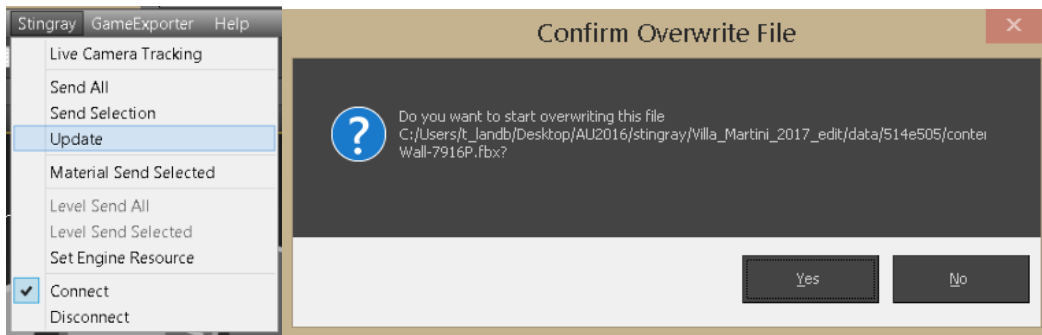 Stingray GameExporter Help
Live Camera Tracking
Send All
Send Selection
Update
Material Send Selected
Level Send All
Level Send Selected
Set Engine Resource
Connect
Disconnect
Confirm Overwrite File
Do you want to start overwriting this file
C:/Users/t_landb/Desktop/AU2016/stingray/Villa_Martini_2017_edit/data/514e505/conter
Wall-7916P.fbx?
Yes No